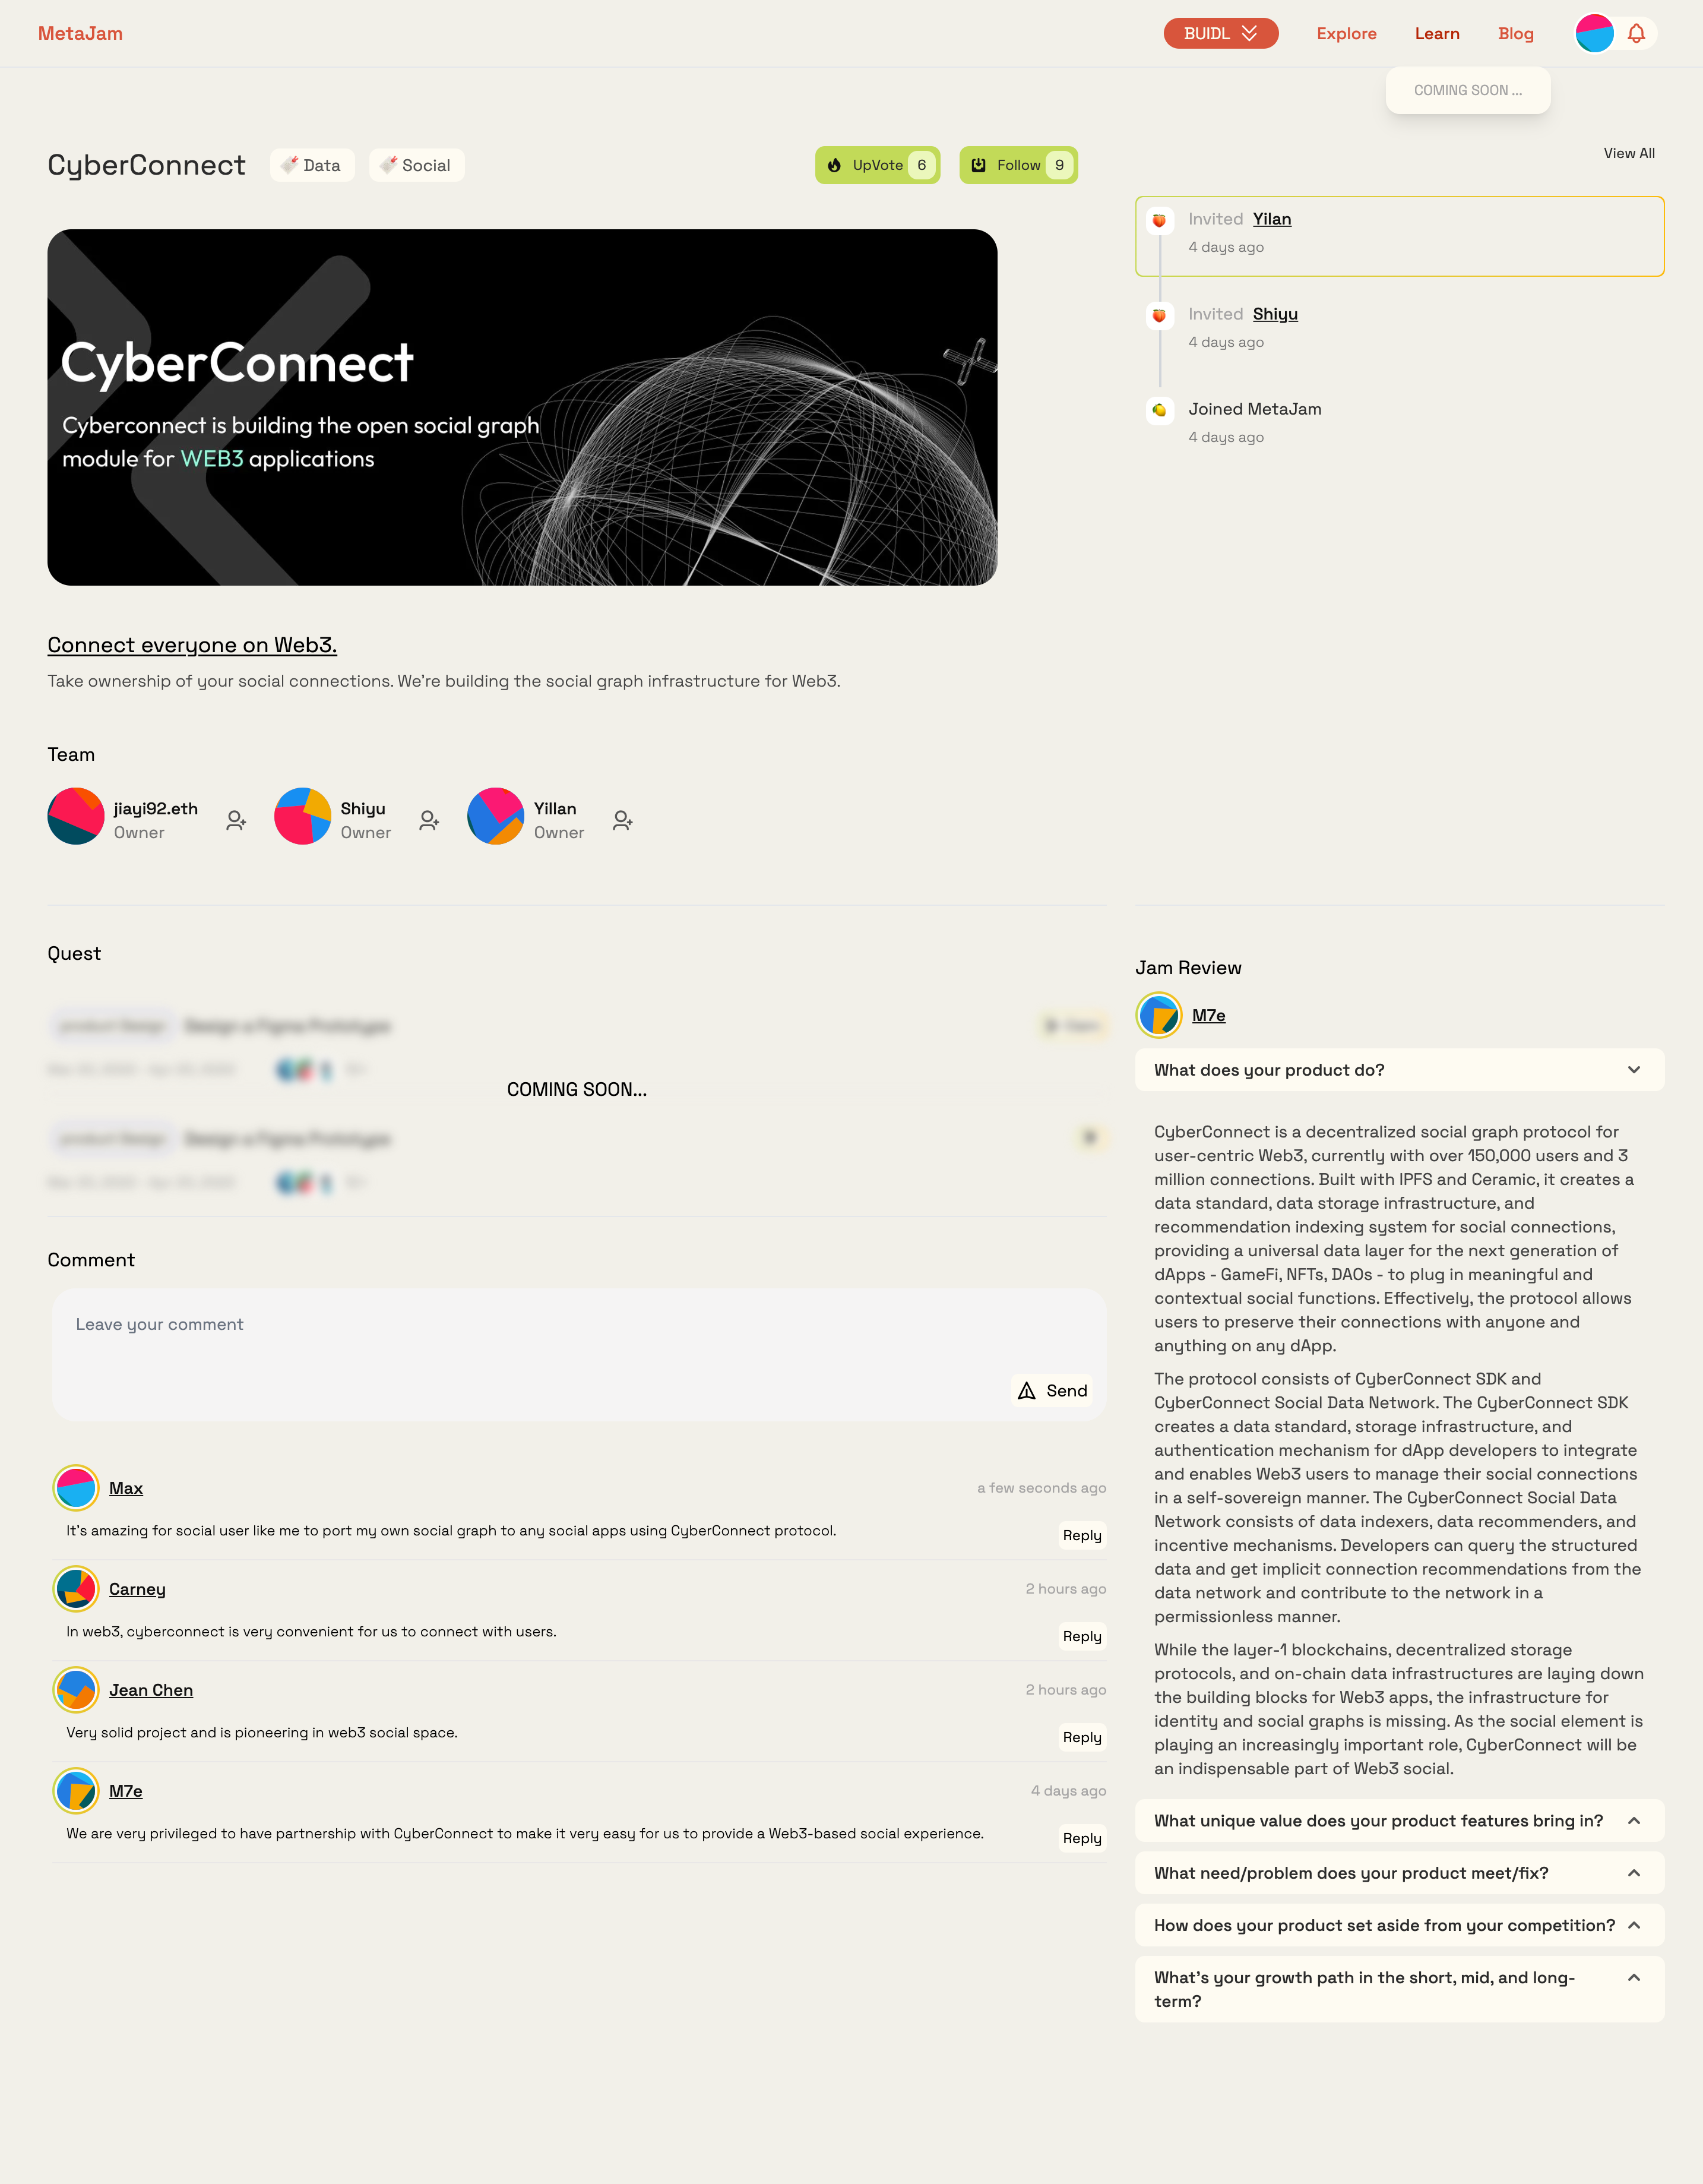 MetaJam
BUIDL
Explore
Learn
Blog
COMING SOON ...
CyberConnect
Data
Social
UpVote 6
Follow 9
CyberConnect
Cyberconnect is building the open social graph
module for WEB3 applications
Connect everyone on Web3.
Take ownership of your social connections. We're building the social graph infrastructure for Web3.
Team
jiayi92.eth
Owner
Shiyu
Owner
Yillan
Owner
View All
Invited Yilan
4 days ago
Invited Shiyu
4 days ago
Joined MetaJam
4 days ago
Quest
product Design Design a Figma Prototype
COMING SOON...
product Design Design a Figma Prototype
Comment
Leave your comment
Send
Max
a few seconds ago
It's amazing for social user like me to port my own social graph to any social apps using CyberConnect protocol.
Reply
Carney
2 hours ago
In web3, cyberconnect is very convenient for us to connect with users.
Reply
Jean Chen
2 hours ago
Very solid project and is pioneering in web3 social space.
Reply
M7e
4 days ago
We are very privileged to have partnership with CyberConnect to make it very easy for us to provide a Web3-based social experience.
Reply
Jam Review
M7e
What does your product do?
CyberConnect is a decentralized social graph protocol for
user-centric Web3, currently with over 150,000 users and 3
million connections. Built with IPFS and Ceramic, it creates a
data standard, data storage infrastructure, and
recommendation indexing system for social connections,
providing a universal data layer for the next generation of
dApps - GameFi, NFTs, DAOs - to plug in meaningful and
contextual social functions. Effectively, the protocol allows
users to preserve their connections with anyone and
anything on any dApp.
The protocol consists of CyberConnect SDK and
CyberConnect Social Data Network. The CyberConnect SDK
creates a data standard, storage infrastructure, and
authentication mechanism for dApp developers to integrate
and enables Web3 users to manage their social connections
in a self-sovereign manner. The CyberConnect Social Data
Network consists of data indexers, data recommenders, and
incentive mechanisms. Developers can query the structured
data and get implicit connection recommendations from the
data network and contribute to the network in a
permissionless manner.
While the layer-1 blockchains, decentralized storage
protocols, and on-chain data infrastructures are laying down
the building blocks for Web3 apps, the infrastructure for
identity and social graphs is missing. As the social element is
playing an increasingly important role, CyberConnect will be
an indispensable part of Web3 social.
What unique value does your product features bring in?
What need/problem does your product meet/fix?
How does your product set aside from your competition?
What's your growth path in the short, mid, and long-
term?